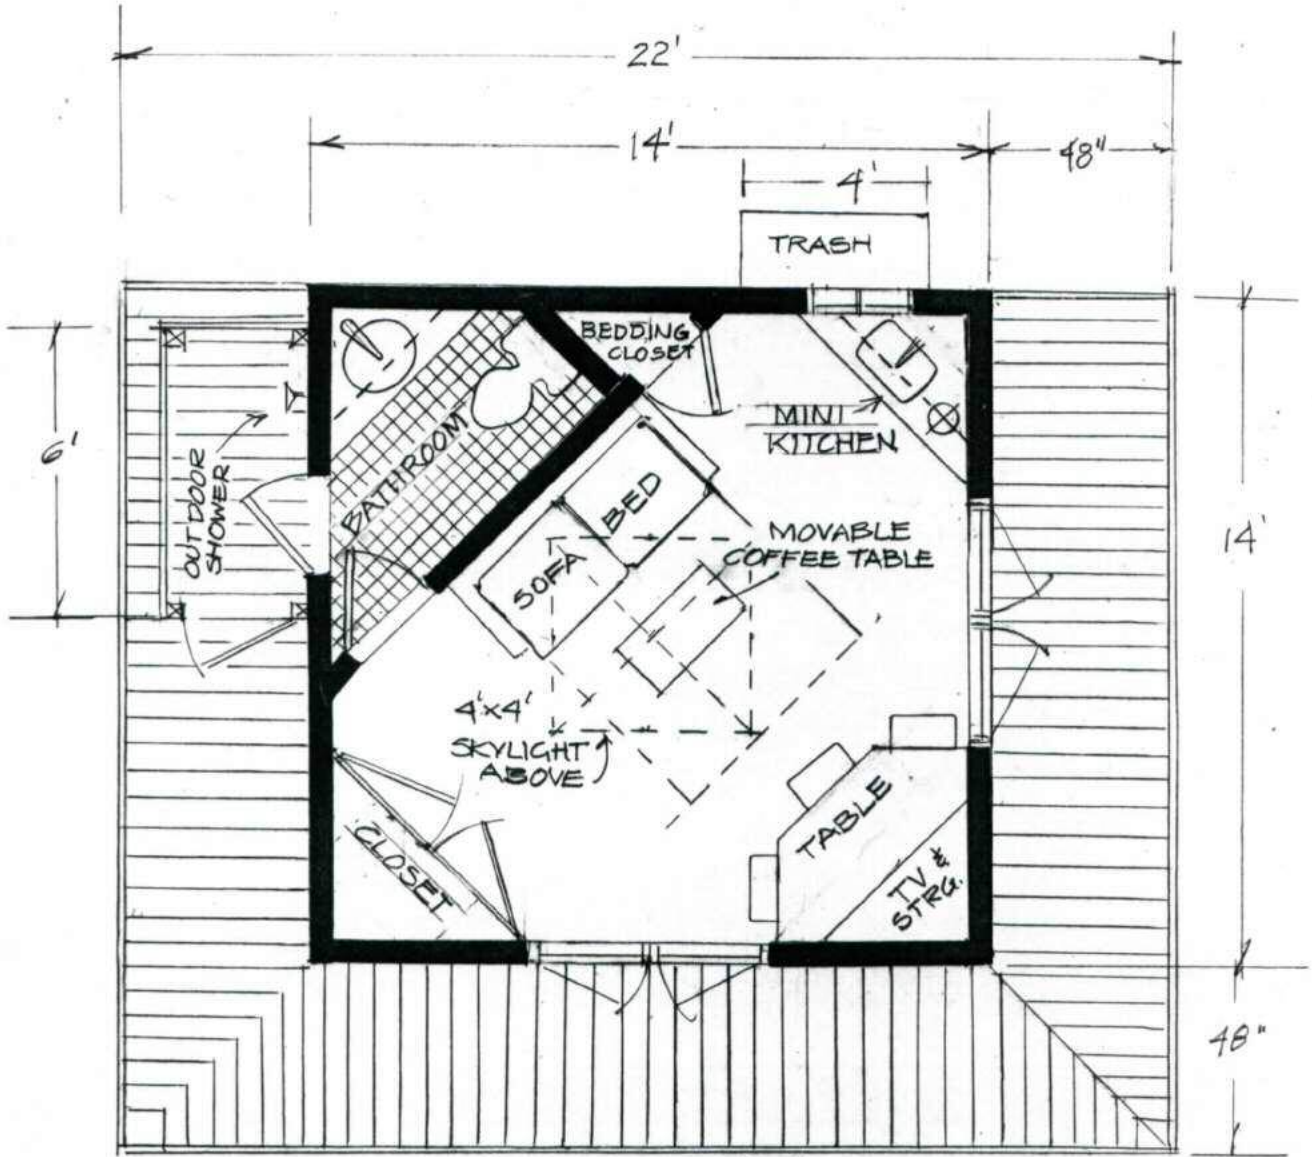 22'
14'
48"
4'
TRASH
BEDDING
CLOSET
MINI
KITCHEN
6'
OUTDOOR
SHOWER
BATHROOM
BED
SOFA
MOVABLE
COFFEE TABLE
14'
4'x4'
SKYLIGHT
ABOVE
TABLE
CLOSET
TV &
STRG.
48"